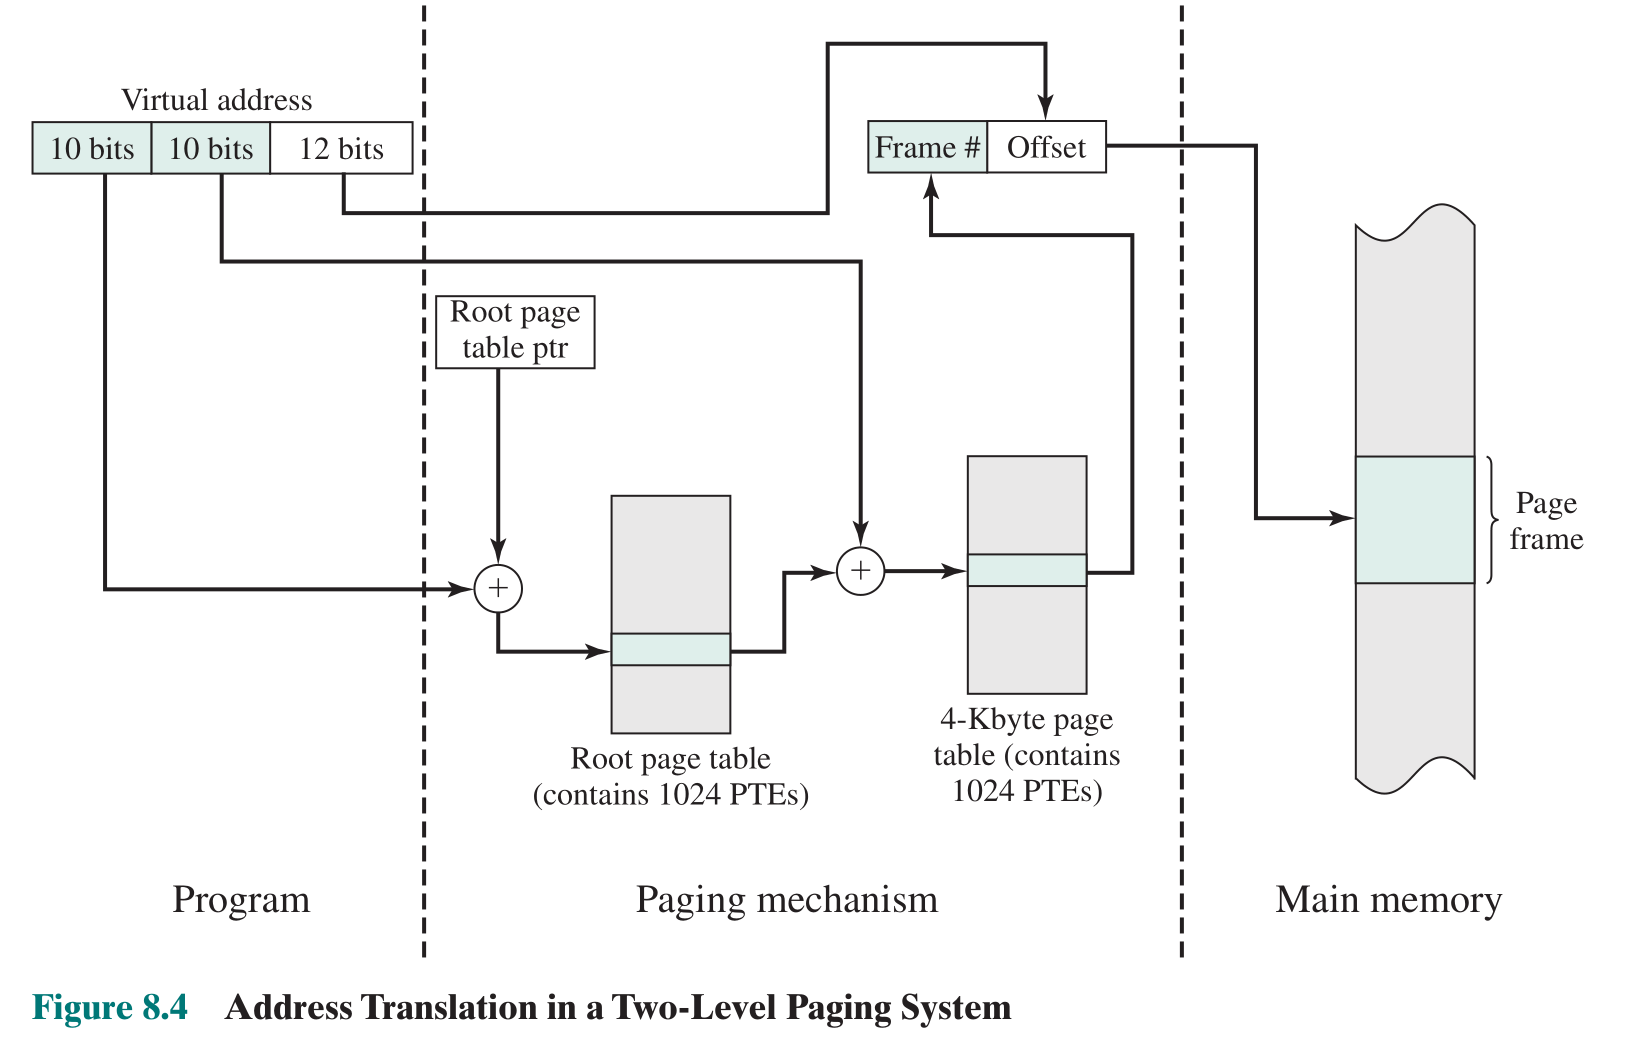 Virtual address
10 bits 10 bits 12 bits
Frame # Offset
Root page
table ptr
+
+
Page
frame
Root page table
(contains 1024 PTEs)
4-Kbyte page
table (contains
1024 PTEs)
Program
Paging mechanism
Main memory
Figure 8.4 Address Translation in a Two-Level Paging System